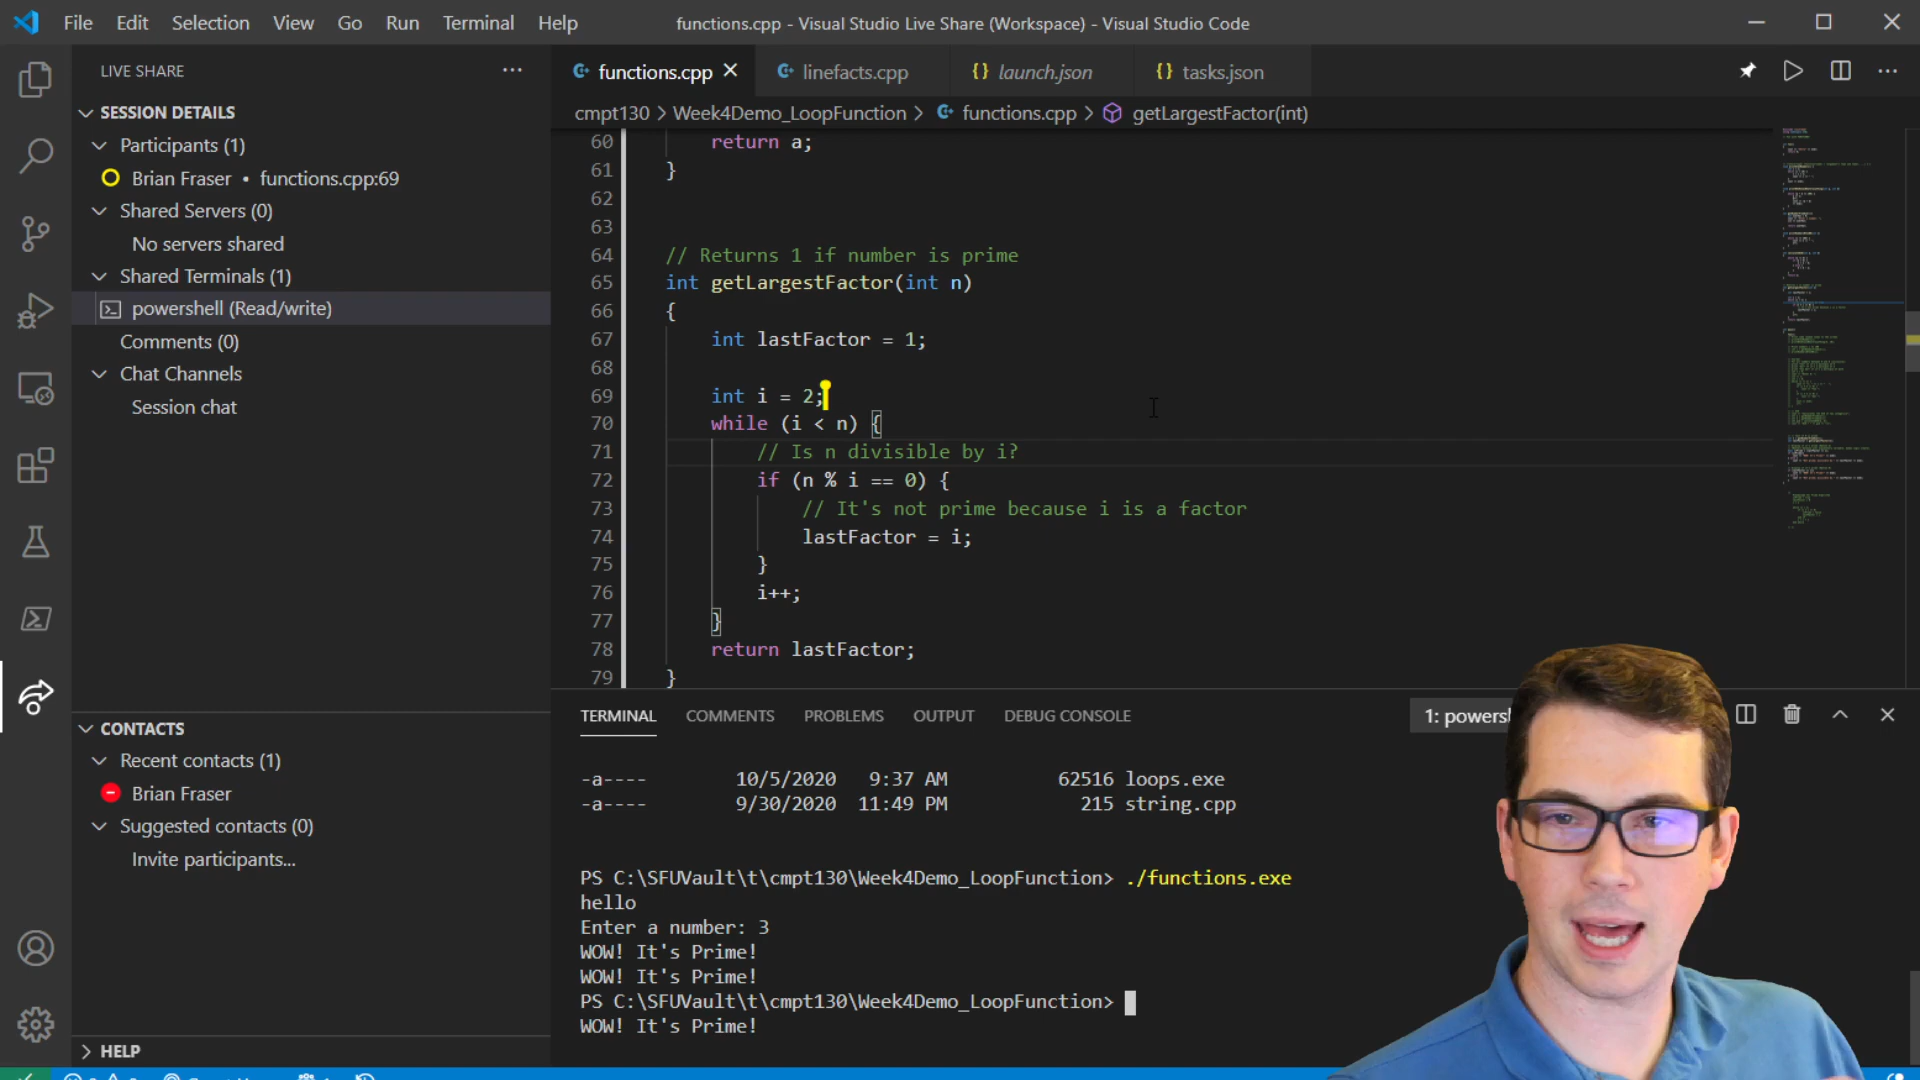 File Edit Selection View Go Run Terminal Help
functions.cpp - Visual Studio Live Share (Workspace) - Visual Studio Code
LIVE SHARE
SESSION DETAILS
Participants (1)
Brian Fraser • functions.cpp:69
Shared Servers (0)
No servers shared
Shared Terminals (1)
powershell (Read/write)
Comments (0)
Chat Channels
Session chat
CONTACTS
Recent contacts (1)
Brian Fraser
Suggested contacts (0)
Invite participants...
HELP
functions.cpp linefacts.cpp launch.json tasks.json
cmpt130 > Week4Demo_LoopFunction > functions.cpp > getLargestFactor(int)
60 return a;
61 }
62
63
64 // Returns 1 if number is prime
65 int getLargestFactor(int n)
66 {
67 int lastFactor = 1;
68
69 int i = 2;
70 while (i < n) {
71 // Is n divisible by i?
72 if (n % i == 0) {
73 // It's not prime because i is a factor
74 lastFactor = i;
75 }
76 i++;
77 }
78 return lastFactor;
79 }
TERMINAL COMMENTS PROBLEMS OUTPUT DEBUG CONSOLE
1: powersh
-a---- 10/5/2020 9:37 AM 62516 loops.exe
-a---- 9/30/2020 11:49 PM 215 string.cpp
PS C:\SFUVault\t\cmpt130\Week4Demo_LoopFunction> ./functions.exe
hello
Enter a number: 3
WOW! It's Prime!
WOW! It's Prime!
PS C:\SFUVault\t\cmpt130\Week4Demo_LoopFunction>
WOW! It's Prime!